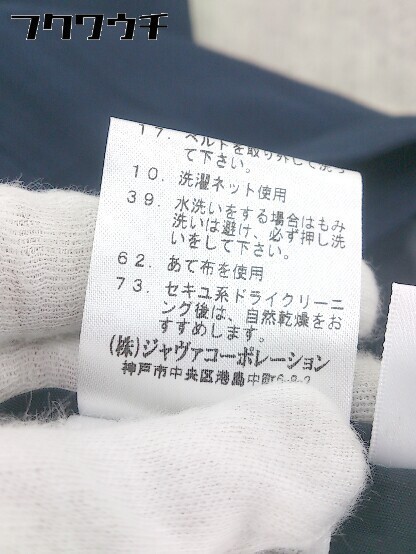 フクワウチ
17. ベルトを取り外して洗っ
て下さい。
10. 洗濯ネット使用
39. 水洗いをする場合はもみ
洗いは避け、必ず押し洗
いをして下さい。
62. あて布を使用
73. セキユ系ドライクリーニ
ング後は、自然乾燥をお
すすめします。
(株)ジャヴァコーポレーション
神戸市中央区港島中町6-8-2